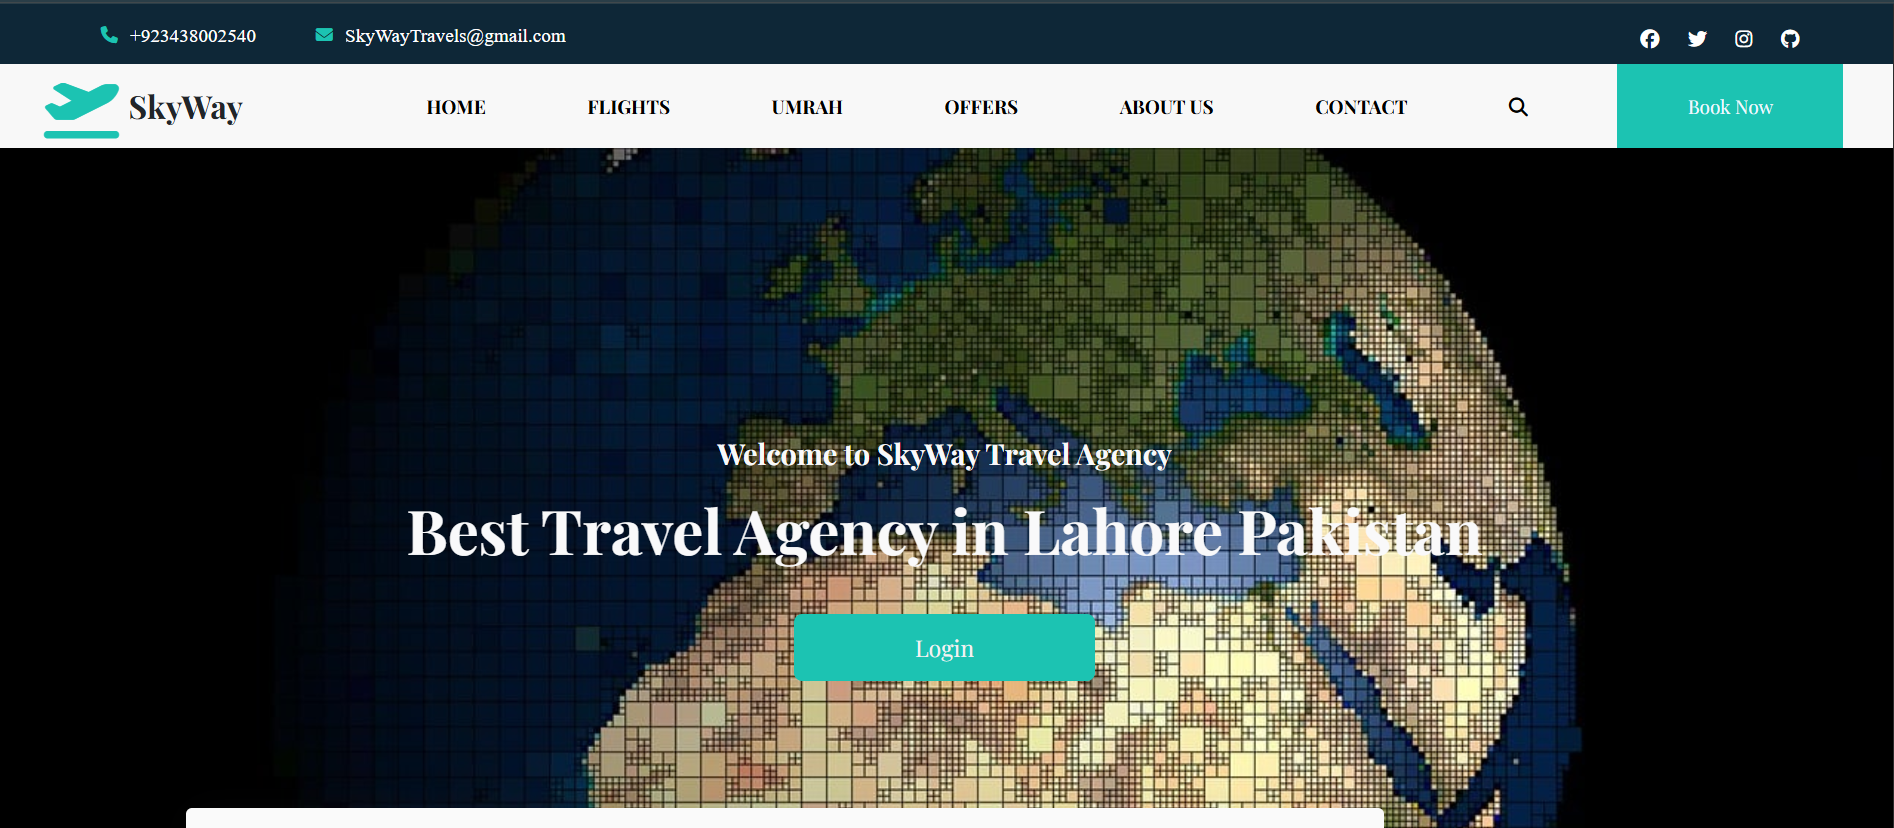 +923438002540 SkyWayTravels@gmail.com
SkyWay HOME FLIGHTS UMRAH OFFERS ABOUT US CONTACT Book Now
Welcome to SkyWay Travel Agency
Best Travel Agency in Lahore Pakistan
Login